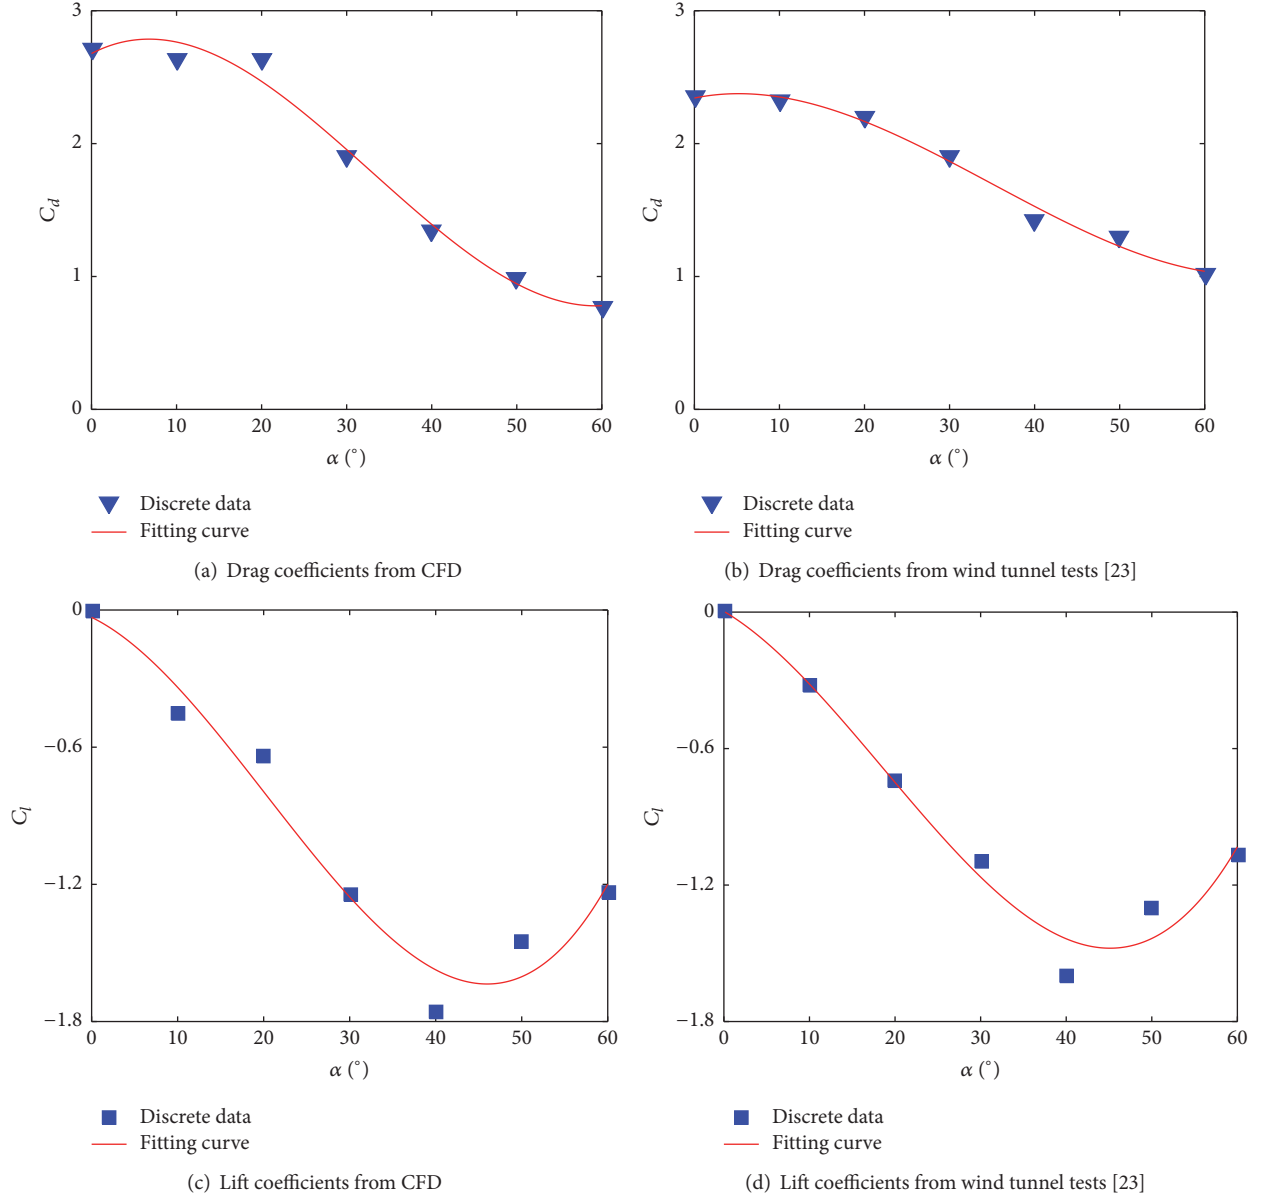 3
2
1
0
C_d
0 10 20 30 40 50 60
α (°)
Discrete data
Fitting curve
(a) Drag coefficients from CFD
3
2
1
0
C_d
0 10 20 30 40 50 60
α (°)
Discrete data
Fitting curve
(b) Drag coefficients from wind tunnel tests [23]
0
−0.6
−1.2
−1.8
C_l
0 10 20 30 40 50 60
α (°)
Discrete data
Fitting curve
(c) Lift coefficients from CFD
0
−0.6
−1.2
−1.8
C_l
0 10 20 30 40 50 60
α (°)
Discrete data
Fitting curve
(d) Lift coefficients from wind tunnel tests [23]